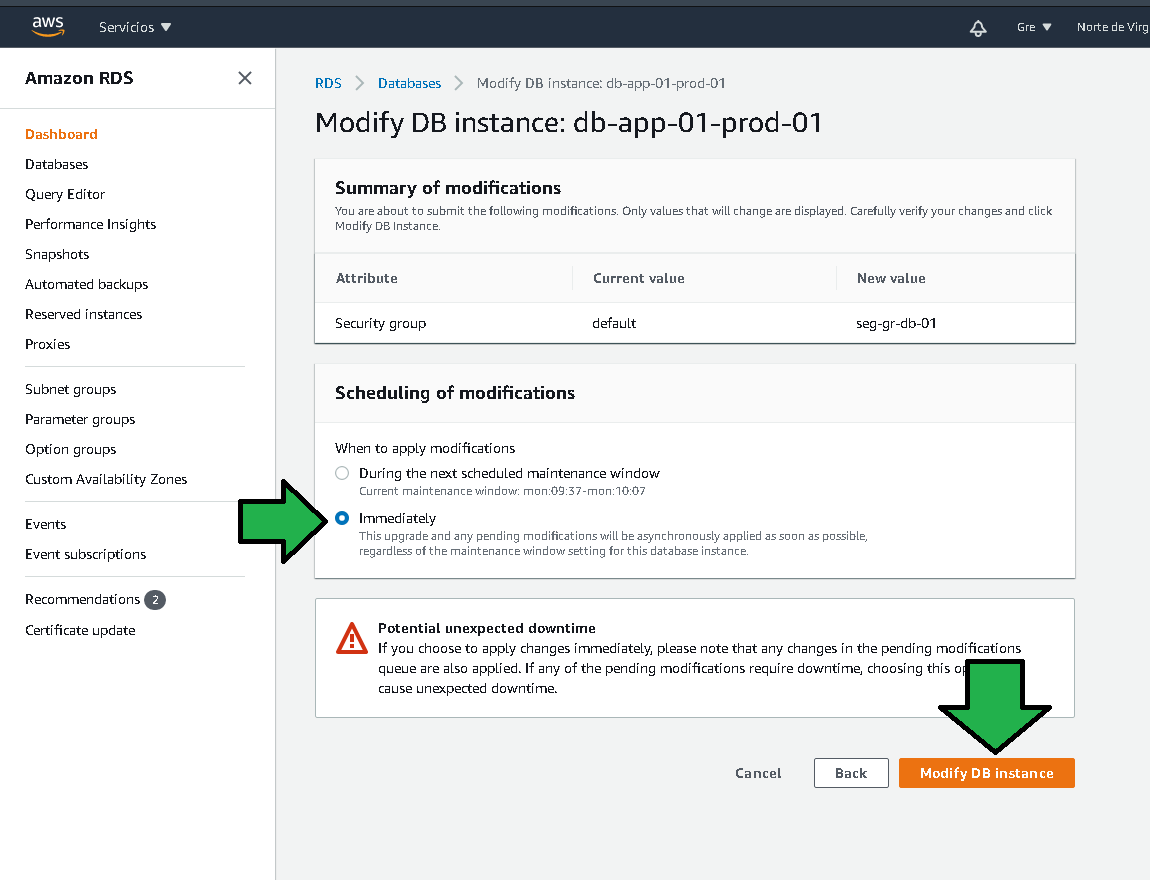 aws
Servicios
Gre
Norte de Virg
Amazon RDS
Dashboard
Databases
Query Editor
Performance Insights
Snapshots
Automated backups
Reserved instances
Proxies
Subnet groups
Parameter groups
Option groups
Custom Availability Zones
Events
Event subscriptions
Recommendations 2
Certificate update
RDS > Databases > Modify DB instance: db-app-01-prod-01
Modify DB instance: db-app-01-prod-01
Summary of modifications
You are about to submit the following modifications. Only values that will change are displayed. Carefully verify your changes and click
Modify DB Instance.
Attribute Current value New value
Security group default seg-gr-db-01
Scheduling of modifications
When to apply modifications
During the next scheduled maintenance window
Current maintenance window: mon:09:37-mon:10:07
Immediately
This upgrade and any pending modifications will be asynchronously applied as soon as possible,
regardless of the maintenance window setting for this database instance.
Potential unexpected downtime
If you choose to apply changes immediately, please note that any changes in the pending modifications
queue are also applied. If any of the pending modifications require downtime, choosing this
cause unexpected downtime.
Cancel Back Modify DB instance